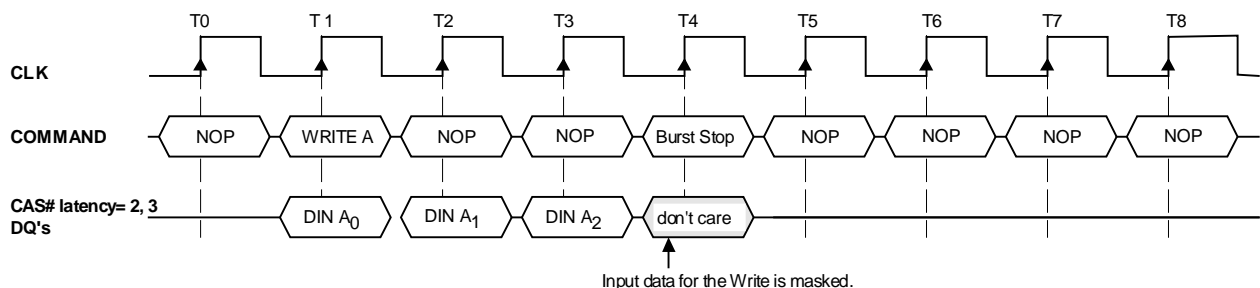 T0 T 1 T2 T3 T4 T5 T6 T7 T8
CLK
COMMAND NOP WRITE A NOP NOP Burst Stop NOP NOP NOP NOP
CAS# latency= 2, 3
DQ's DIN A0 DIN A1 DIN A2 don't care
Input data for the Write is masked.